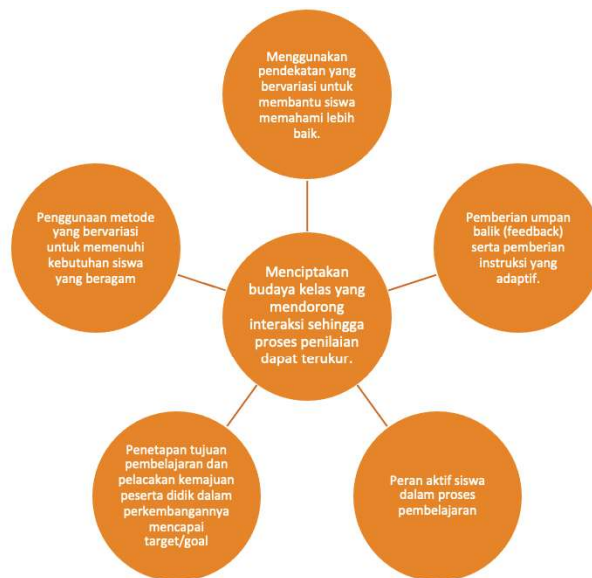 Menggunakan
pendekatan yang
bervariasi untuk
membantu siswa
memahami lebih
baik.
Penggunaan metode
yang bervariasi
untuk memenuhi
kebutuhan siswa
yang beragam
Pemberian umpan
balik (feedback)
serta pemberian
instruksi yang
adaptif.
Menciptakan
budaya kelas yang
mendorong
interaksi sehingga
proses penilaian
dapat terukur.
Penetapan tujuan
pembelajaran dan
pelacakan kemajuan
peserta didik dalam
perkembangannya
mencapai
target/goal
Peran aktif siswa
dalam proses
pembelajaran